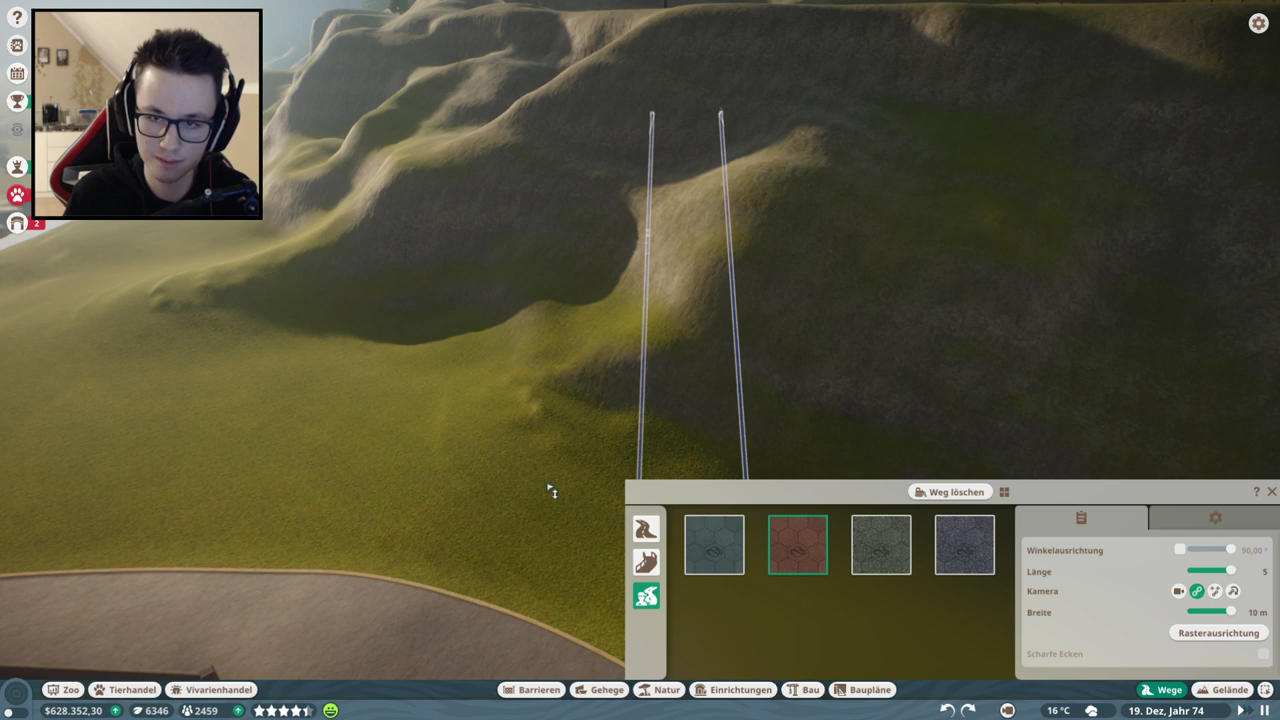 ?
2
Weg löschen
?
Winkelausrichtung 90,00 °
Länge 5
Kamera
Breite 10 m
Rasterausrichtung
Scharfe Ecken
Zoo Tierhandel Vivarienhandel Barrieren Gehege Natur Einrichtungen Bau Baupläne Wege Gelände
$628.352,30 6346 2459 16 °C 19. Dez, Jahr 74